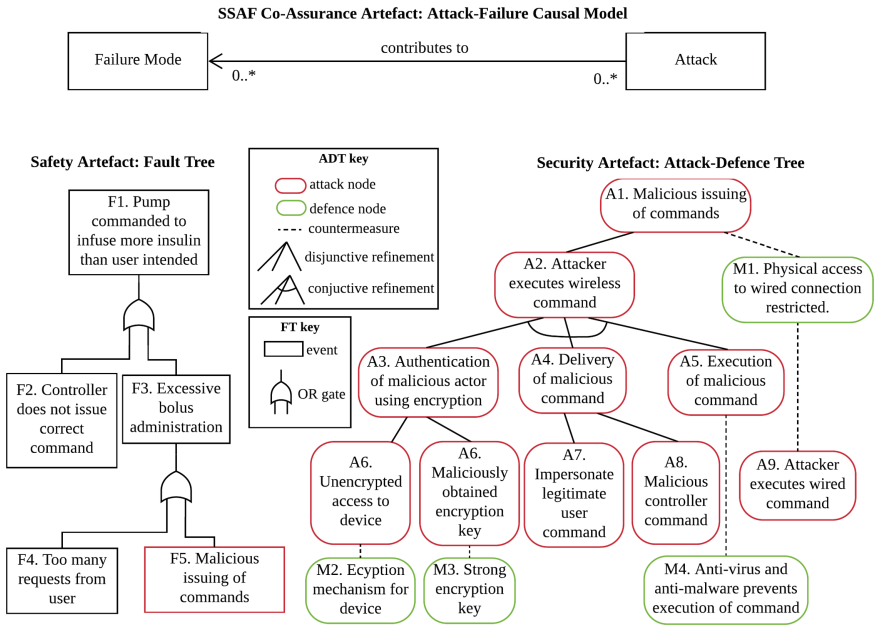 SSAF Co-Assurance Artefact: Attack-Failure Causal Model
Failure Mode
contributes to
0..*
0..*
Attack
Safety Artefact: Fault Tree
F1. Pump
commanded to
infuse more insulin
than user intended
F2. Controller
does not issue
correct
command
F3. Excessive
bolus
administration
F4. Too many
requests from
user
F5. Malicious
issuing of
commands
ADT key
attack node
defence node
countermeasure
disjunctive refinement
conjuctive refinement
FT key
event
OR gate
Security Artefact: Attack-Defence Tree
A1. Malicious issuing
of commands
A2. Attacker
executes wireless
command
M1. Physical access
to wired connection
restricted.
A3. Authentication
of malicious actor
using encryption
A4. Delivery
of malicious
command
A5. Execution
of malicious
command
A6.
Unencrypted
access to
device
A6.
Maliciously
obtained
encryption
key
A7.
Impersonate
legitimate
user
command
A8.
Malicious
controller
command
A9. Attacker
executes wired
command
M2. Ecyption
mechanism for
device
M3. Strong
encryption
key
M4. Anti-virus and
anti-malware prevents
execution of command